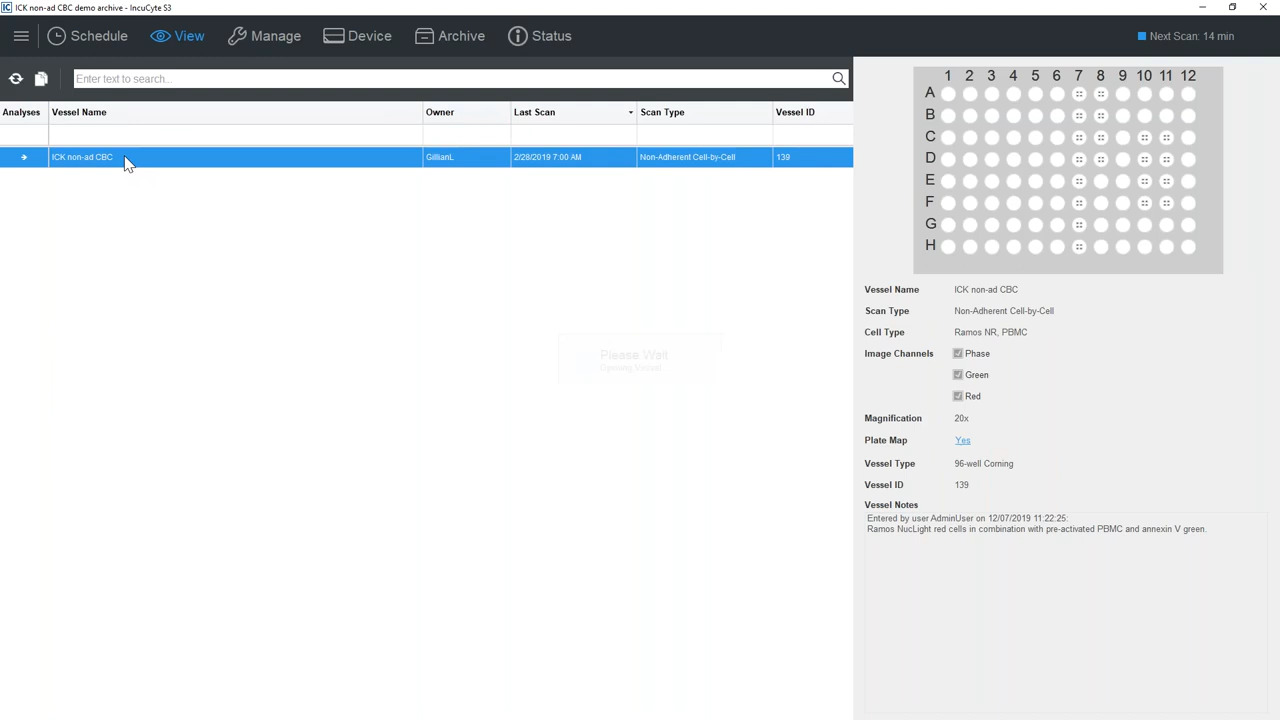 ICK non-ad CBC demo archive - IncuCyte S3
Schedule View Manage Device Archive Status Next Scan: 14 min
Enter text to search...
Analyses Vessel Name Owner Last Scan Scan Type Vessel ID
ICK non-ad CBC GillianL 2/28/2019 7:00 AM Non-Adherent Cell-by-Cell 139
Please Wait
Opening Vessel
1 2 3 4 5 6 7 8 9 10 11 12
A
B
C
D
E
F
G
H
Vessel Name ICK non-ad CBC
Scan Type Non-Adherent Cell-by-Cell
Cell Type Ramos NR, PBMC
Image Channels Phase
Green
Red
Magnification 20x
Plate Map Yes
Vessel Type 96-well Corning
Vessel ID 139
Vessel Notes
Entered by user AdminUser on 12/07/2019 11:22:25:
Ramos NucLight red cells in combination with pre-activated PBMC and annexin V green.